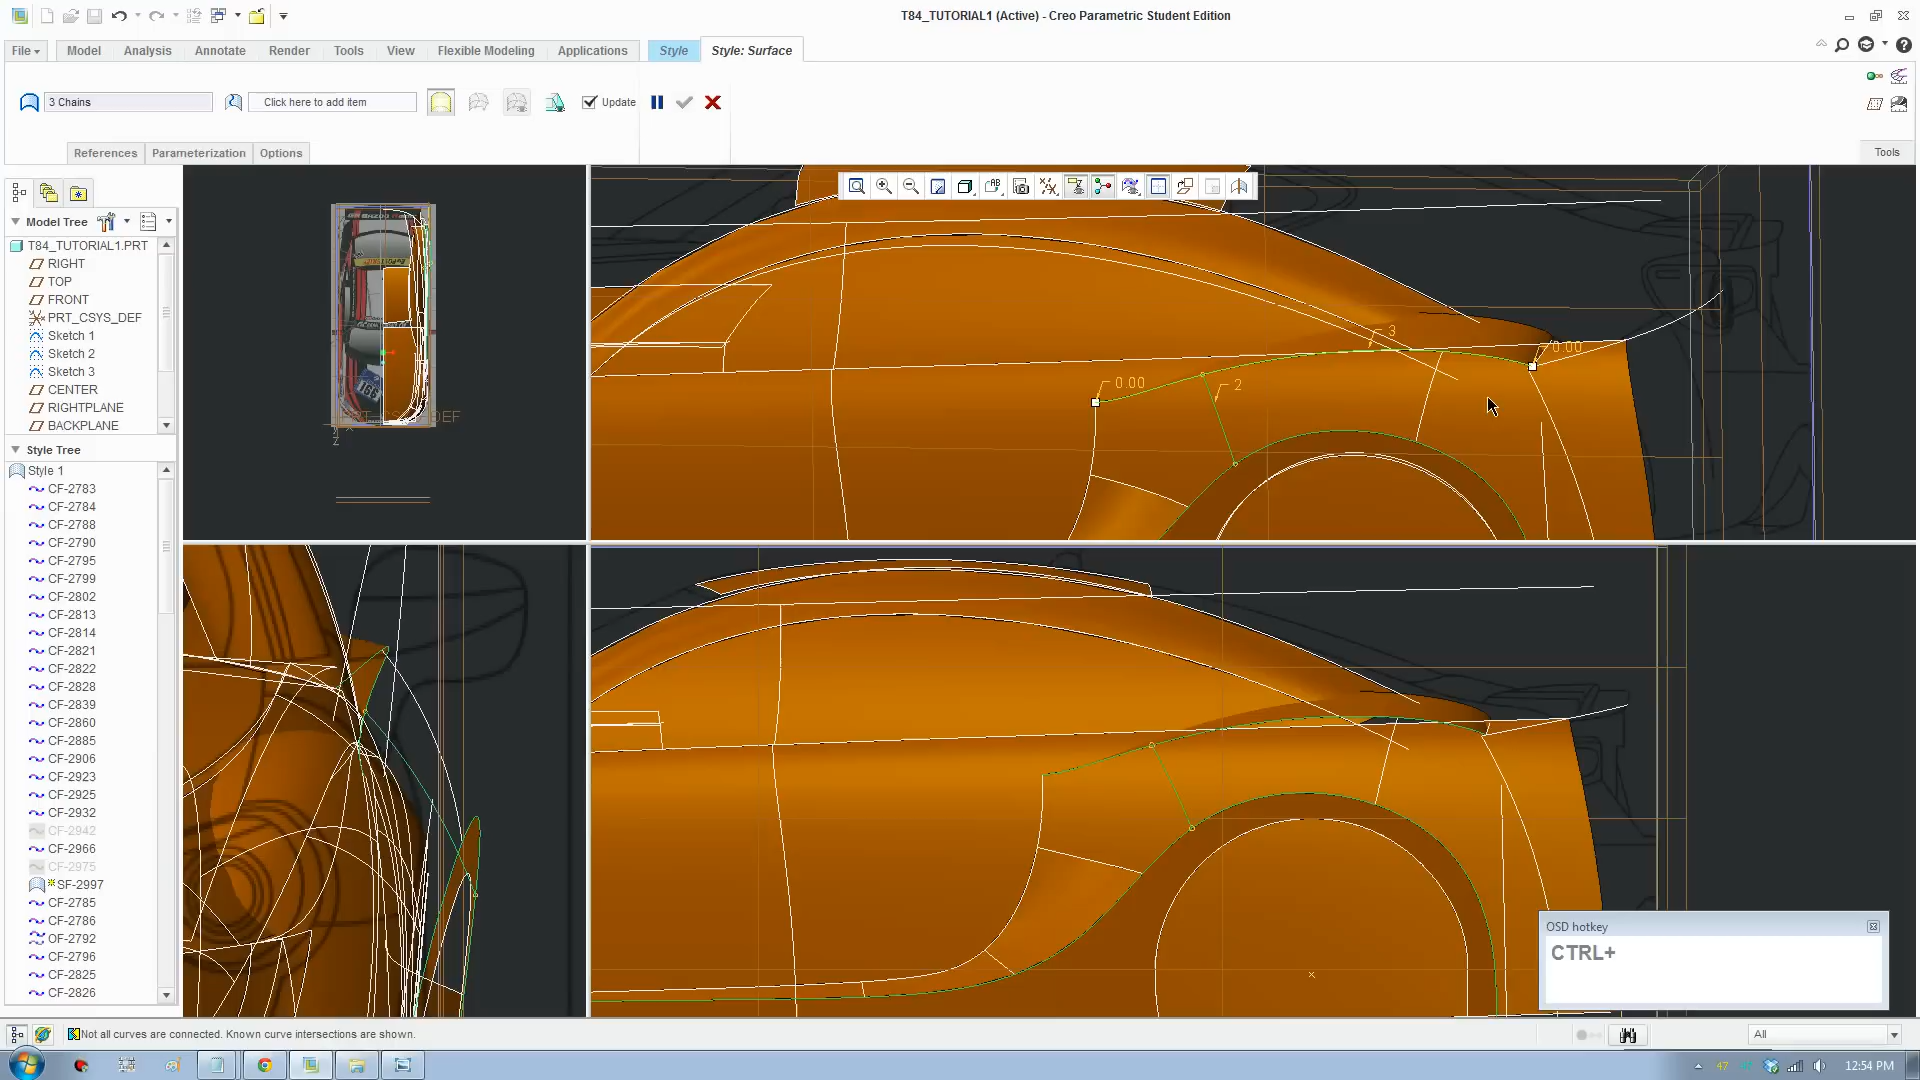 T84_TUTORIAL1 (Active) - Creo Parametric Student Edition
File
Model
Analysis
Annotate
Render
Tools
View
Flexible Modeling
Applications
Style
Style: Surface
3 Chains
Click here to add item
Update
References
Parameterization
Options
Tools
Model Tree
T84_TUTORIAL1.PRT
RIGHT
TOP
FRONT
PRT_CSYS_DEF
Sketch 1
Sketch 2
Sketch 3
CENTER
RIGHTPLANE
BACKPLANE
Style Tree
Style 1
CF-2783
CF-2784
CF-2788
CF-2790
CF-2795
CF-2799
CF-2802
CF-2813
CF-2814
CF-2821
CF-2822
CF-2828
CF-2839
CF-2860
CF-2885
CF-2906
CF-2923
CF-2925
CF-2932
CF-2942
CF-2966
CF-2975
SF-2997
CF-2785
CF-2786
OF-2792
CF-2796
CF-2825
CF-2826
166
PRT_CSYS_DEF
Z
0.00
2
3
0.00
OSD hotkey
CTRL+
Not all curves are connected. Known curve intersections are shown.
All
47
12:54 PM